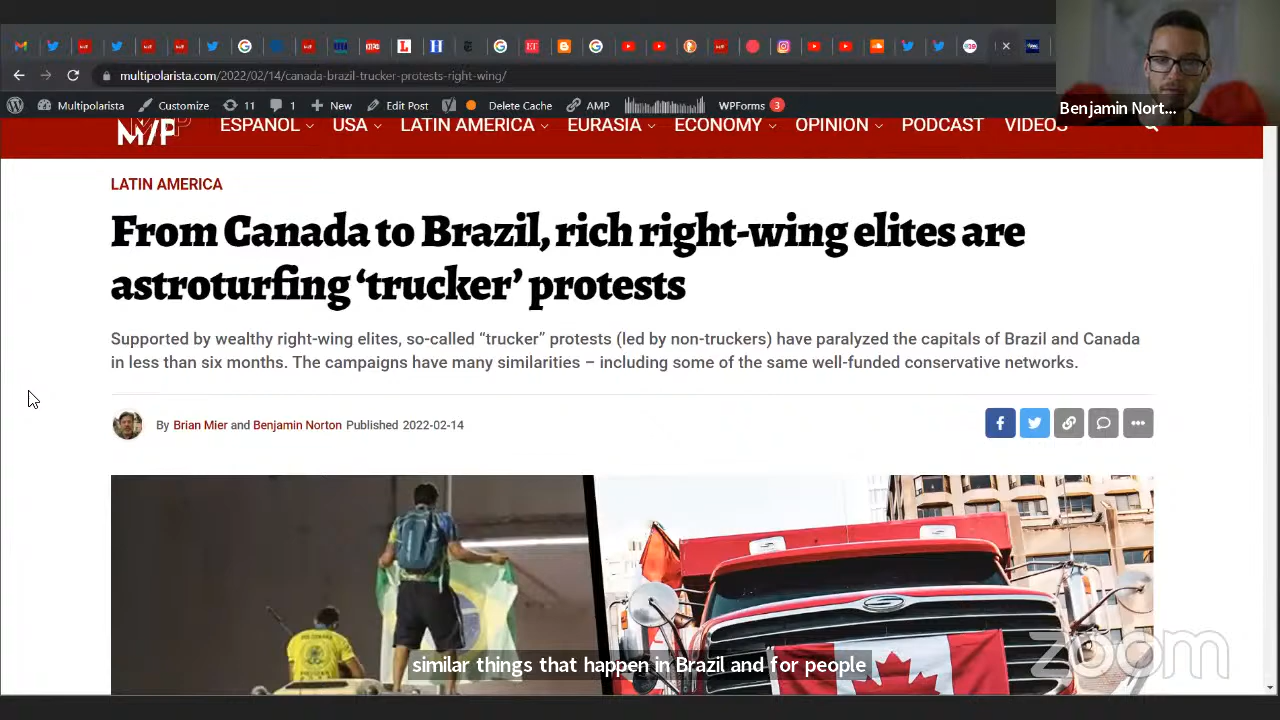 multipolarista.com/2022/02/14/canada-brazil-trucker-protests-right-wing/
Multipolarista Customize 11 1 New Edit Post Delete Cache AMP WPForms 3
Benjamin Nort...
ESPAÑOL USA LATIN AMERICA EURASIA ECONOMY OPINION PODCAST VIDEOS
LATIN AMERICA
From Canada to Brazil, rich right-wing elites are
astroturfing ‘trucker’ protests
Supported by wealthy right-wing elites, so-called “trucker” protests (led by non-truckers) have paralyzed the capitals of Brazil and Canada
in less than six months. The campaigns have many similarities – including some of the same well-funded conservative networks.
By Brian Mier and Benjamin Norton Published 2022-02-14
similar things that happen in Brazil and for people
zoom